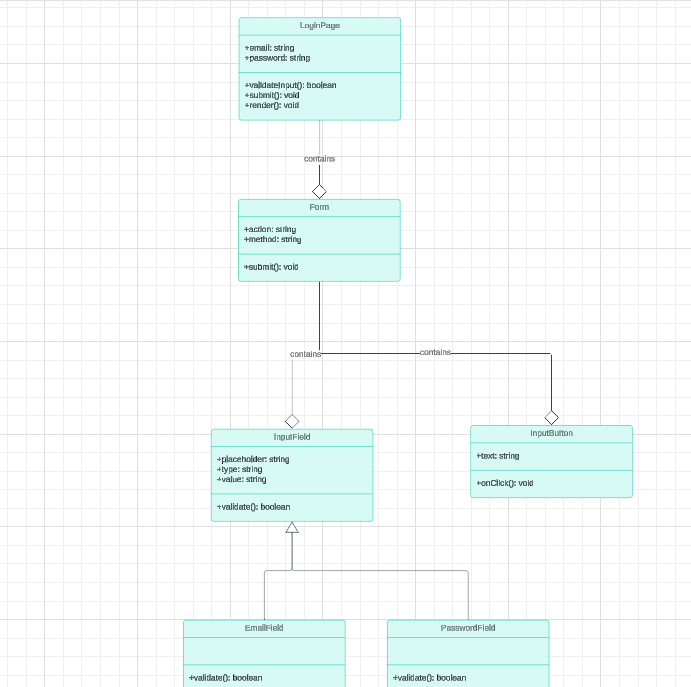 LoginPage
+email: string
+password: string
+validateInput(): boolean
+submit(): void
+render(): void
contains
Form
+action: string
+method: string
+submit(): void
contains
contains
InputField
+placeholder: string
+type: string
+value: string
+validate(): boolean
InputButton
+text: string
+onClick(): void
EmailField
+validate(): boolean
PasswordField
+validate(): boolean